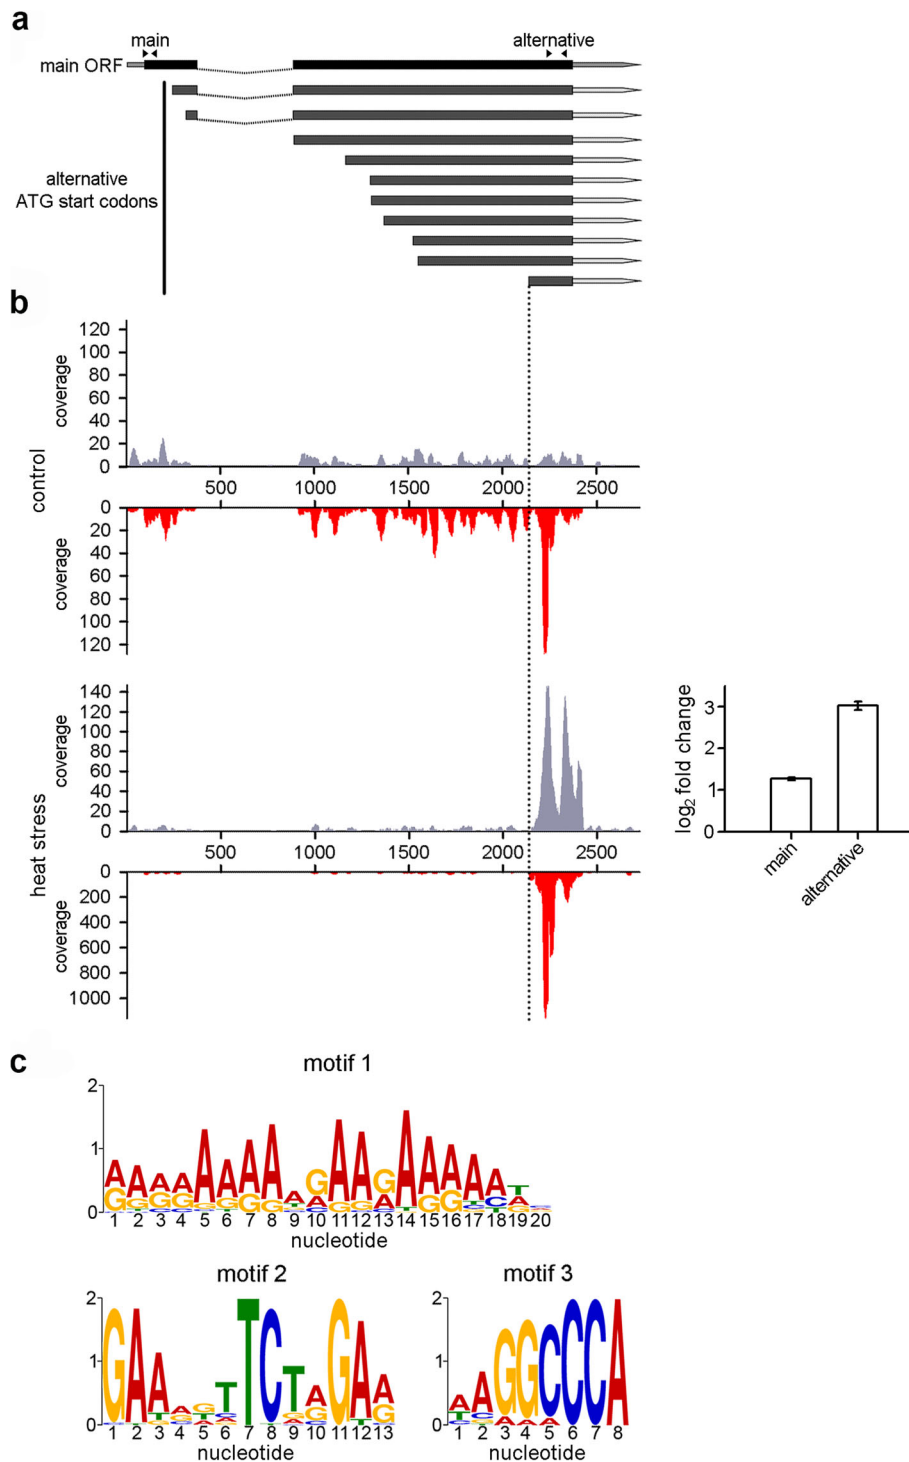 a
main
alternative
main ORF
alternative
ATG start codons
b
120
100
80
60
40
20
0
coverage
control
500 1000 1500 2000 2500
0
20
40
60
80
100
120
coverage
140
120
100
80
60
40
20
0
coverage
heat stress
500 1000 1500 2000 2500
0
200
400
600
800
1000
coverage
3
2
1
0
log2 fold change
main
alternative
c
motif 1
2
1
0
1 2 3 4 5 6 7 8 9 10 11 12 13 14 15 16 17 18 19 20
nucleotide
motif 2
2
1
0
1 2 3 4 5 6 7 8 9 10 11 12 13
nucleotide
motif 3
2
1
0
1 2 3 4 5 6 7 8
nucleotide